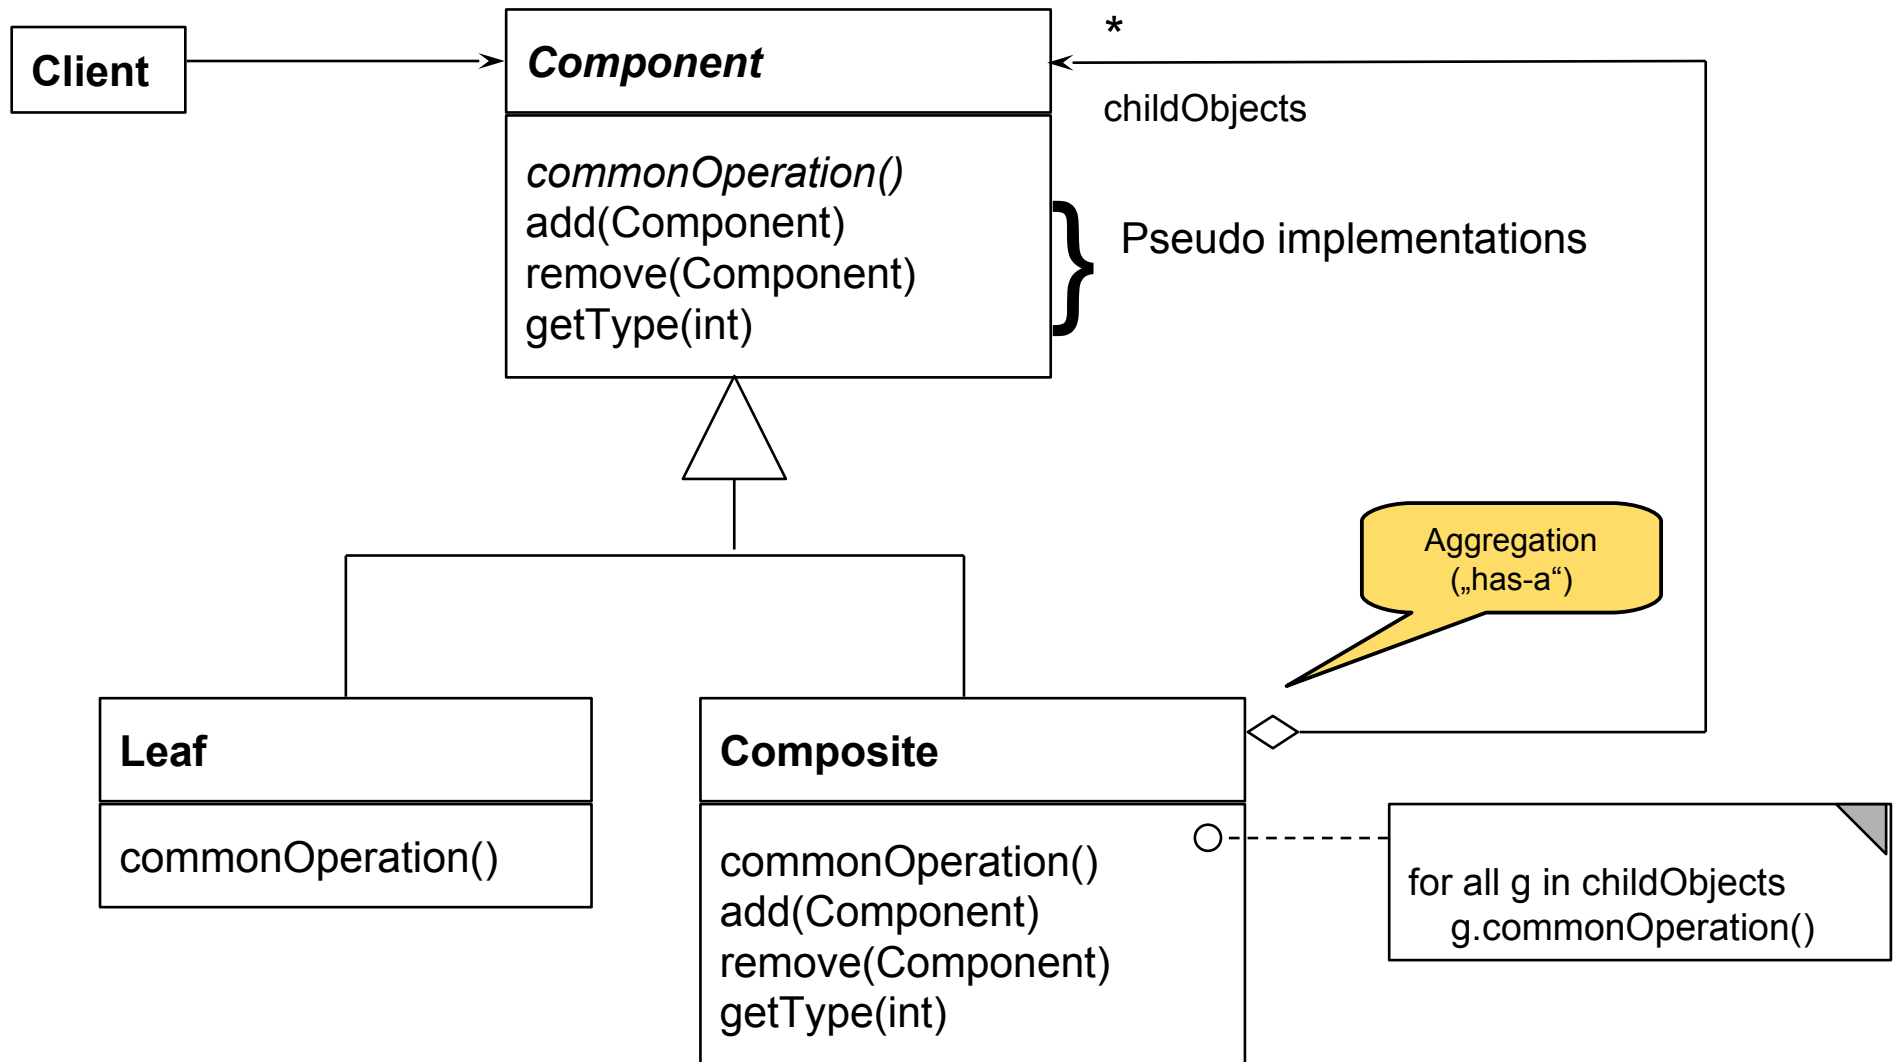 Client
Component
*
childObjects
commonOperation()
add(Component)
remove(Component)
getType(int)
}
Pseudo implementations
Aggregation
(„has-a“)
Leaf
commonOperation()
Composite
commonOperation()
add(Component)
remove(Component)
getType(int)
for all g in childObjects
g.commonOperation()